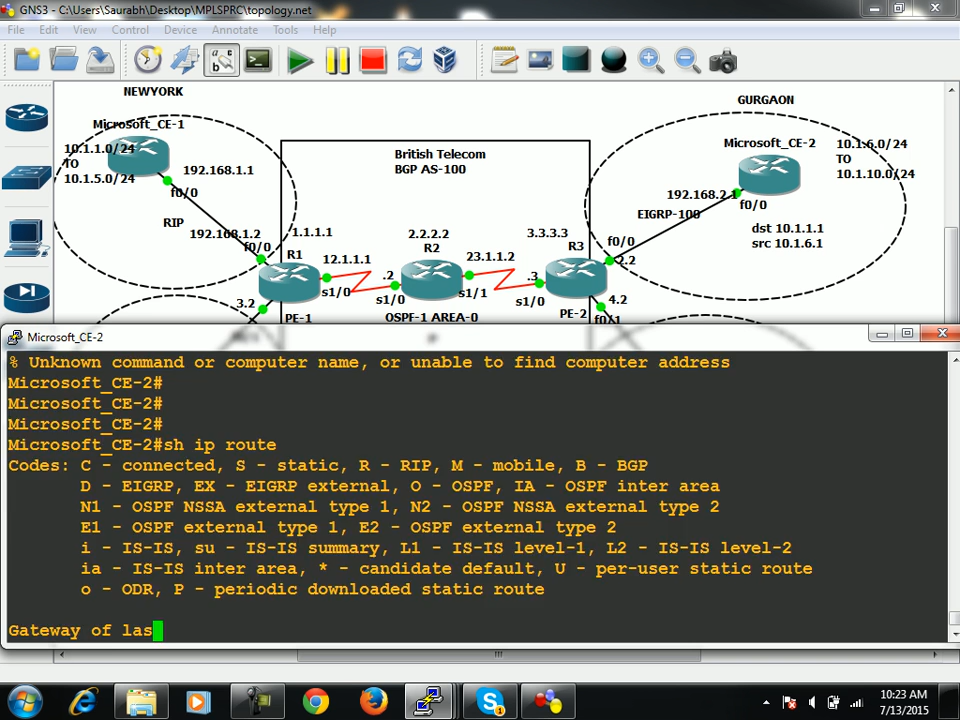 GNS3 - C:\Users\Saurabh\Desktop\MPLSPRC\topology.net
File Edit View Control Device Annotate Tools Help
NEWYORK
Microsoft_CE-1
10.1.1.0/24
TO
10.1.5.0/24
192.168.1.1
f0/0
RIP
192.168.1.2
f0/0
British Telecom
BGP AS-100
1.1.1.1
R1
12.1.1.1
s1/0
3.2
PE-1
2.2.2.2
R2
.2
s1/0
23.1.1.2
s1/1
OSPF-1 AREA-0
3.3.3.3
R3
.3
s1/0
PE-2
f0/0
2.2
4.2
f0/1
GURGAON
Microsoft_CE-2
10.1.6.0/24
TO
10.1.10.0/24
192.168.2.1
f0/0
EIGRP-100
dst 10.1.1.1
src 10.1.6.1
Microsoft_CE-2
% Unknown command or computer name, or unable to find computer address
Microsoft_CE-2#
Microsoft_CE-2#
Microsoft_CE-2#
Microsoft_CE-2#sh ip route
Codes: C - connected, S - static, R - RIP, M - mobile, B - BGP
D - EIGRP, EX - EIGRP external, O - OSPF, IA - OSPF inter area
N1 - OSPF NSSA external type 1, N2 - OSPF NSSA external type 2
E1 - OSPF external type 1, E2 - OSPF external type 2
i - IS-IS, su - IS-IS summary, L1 - IS-IS level-1, L2 - IS-IS level-2
ia - IS-IS inter area, * - candidate default, U - per-user static route
o - ODR, P - periodic downloaded static route
Gateway of las
10:23 AM
7/13/2015